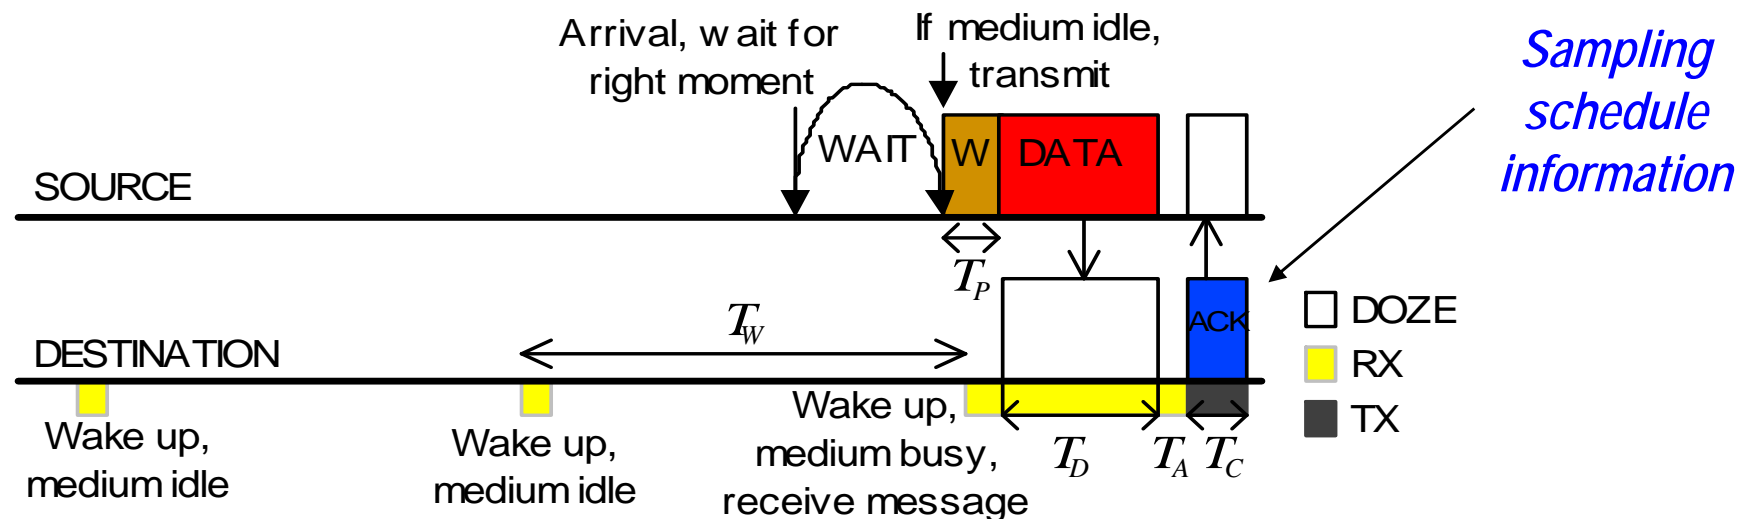 Arrival, wait for
right moment
If medium idle,
transmit
Sampling
schedule
information
WAIT
W
DATA
SOURCE
T_P
T_W
ACK
DOZE
DESTINATION
RX
Wake up,
medium idle
Wake up,
medium idle
Wake up,
medium busy,
receive message
T_D
T_A
T_C
TX